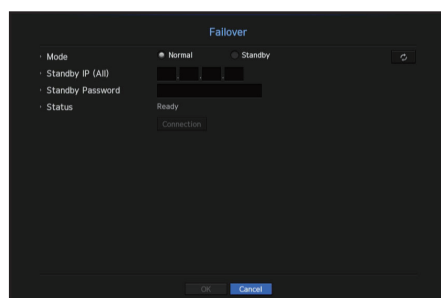 Failover
Mode Normal Standby
Standby IP (All) . . .
Standby Password
Status Ready
Connection
OK Cancel